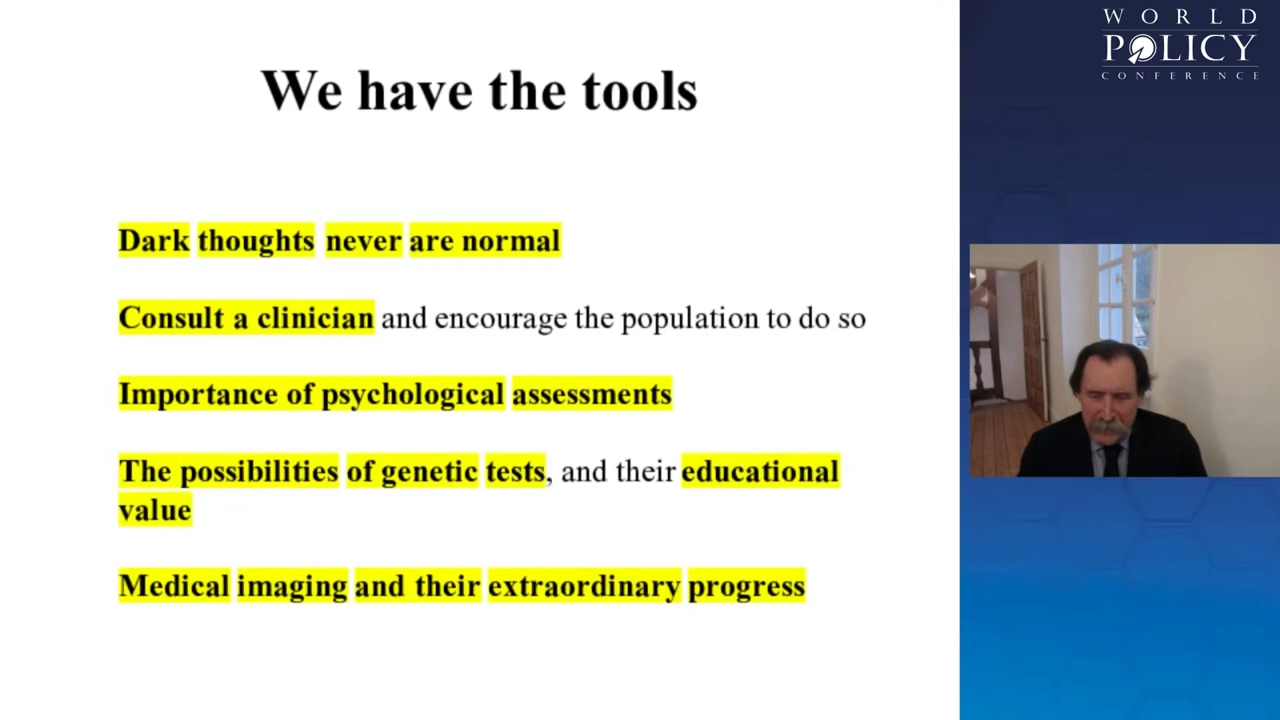 We have the tools
Dark thoughts never are normal
Consult a clinician and encourage the population to do so
Importance of psychological assessments
The possibilities of genetic tests, and their educational
value
Medical imaging and their extraordinary progress
WORLD
POLICY
CONFERENCE